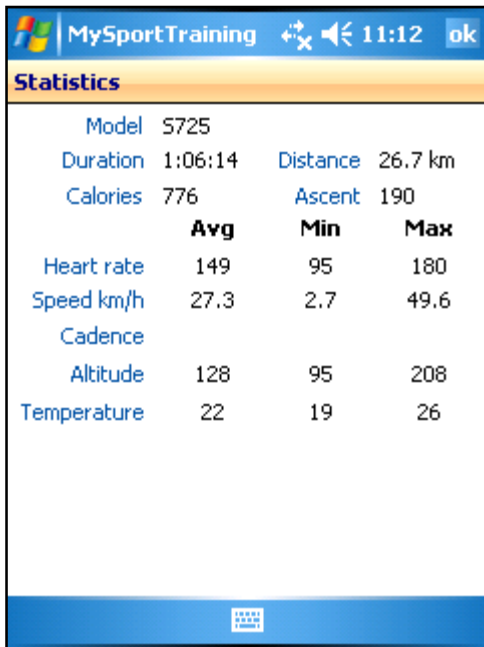 MySportTraining 11:12 ok
Statistics
Model S725
Duration 1:06:14 Distance 26.7 km
Calories 776 Ascent 190
Avg Min Max
Heart rate 149 95 180
Speed km/h 27.3 2.7 49.6
Cadence
Altitude 128 95 208
Temperature 22 19 26